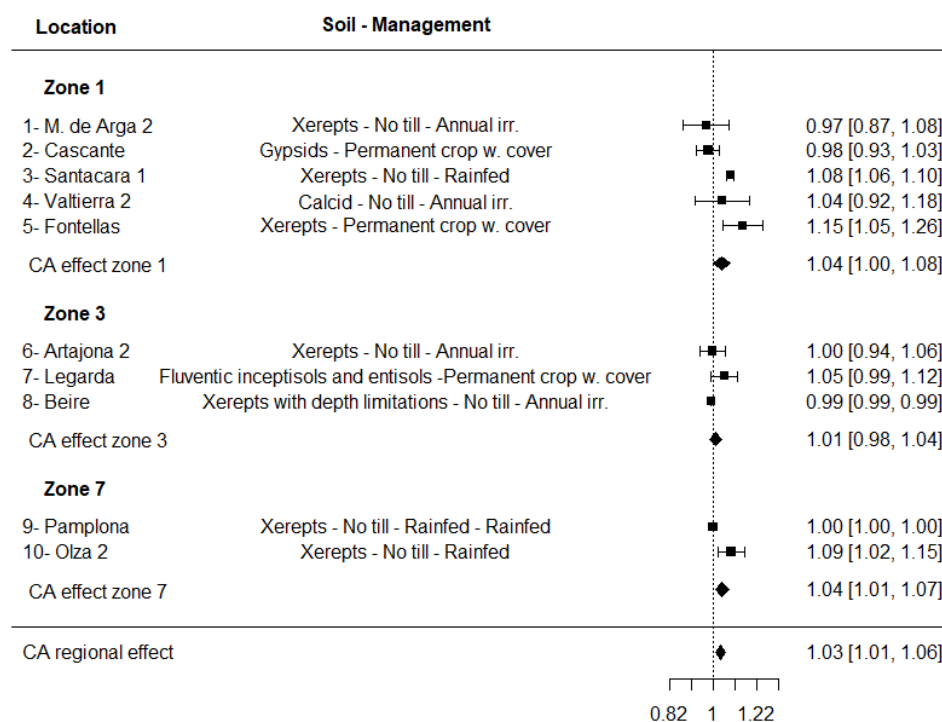 Location Soil - Management
Zone 1
1- M. de Arga 2 Xerepts - No till - Annual irr. 0.97 [0.87, 1.08]
2- Cascante Gypsids - Permanent crop w. cover 0.98 [0.93, 1.03]
3- Santacara 1 Xerepts - No till - Rainfed 1.08 [1.06, 1.10]
4- Valtierra 2 Calcid - No till - Annual irr. 1.04 [0.92, 1.18]
5- Fontellas Xerepts - Permanent crop w. cover 1.15 [1.05, 1.26]
CA effect zone 1 1.04 [1.00, 1.08]
Zone 3
6- Artajona 2 Xerepts - No till - Annual irr. 1.00 [0.94, 1.06]
7- Legarda Fluventic inceptisols and entisols -Permanent crop w. cover 1.05 [0.99, 1.12]
8- Beire Xerepts with depth limitations - No till - Annual irr. 0.99 [0.99, 0.99]
CA effect zone 3 1.01 [0.98, 1.04]
Zone 7
9- Pamplona Xerepts - No till - Rainfed - Rainfed 1.00 [1.00, 1.00]
10- Olza 2 Xerepts - No till - Rainfed 1.09 [1.02, 1.15]
CA effect zone 7 1.04 [1.01, 1.07]
CA regional effect 1.03 [1.01, 1.06]
0.82 1 1.22